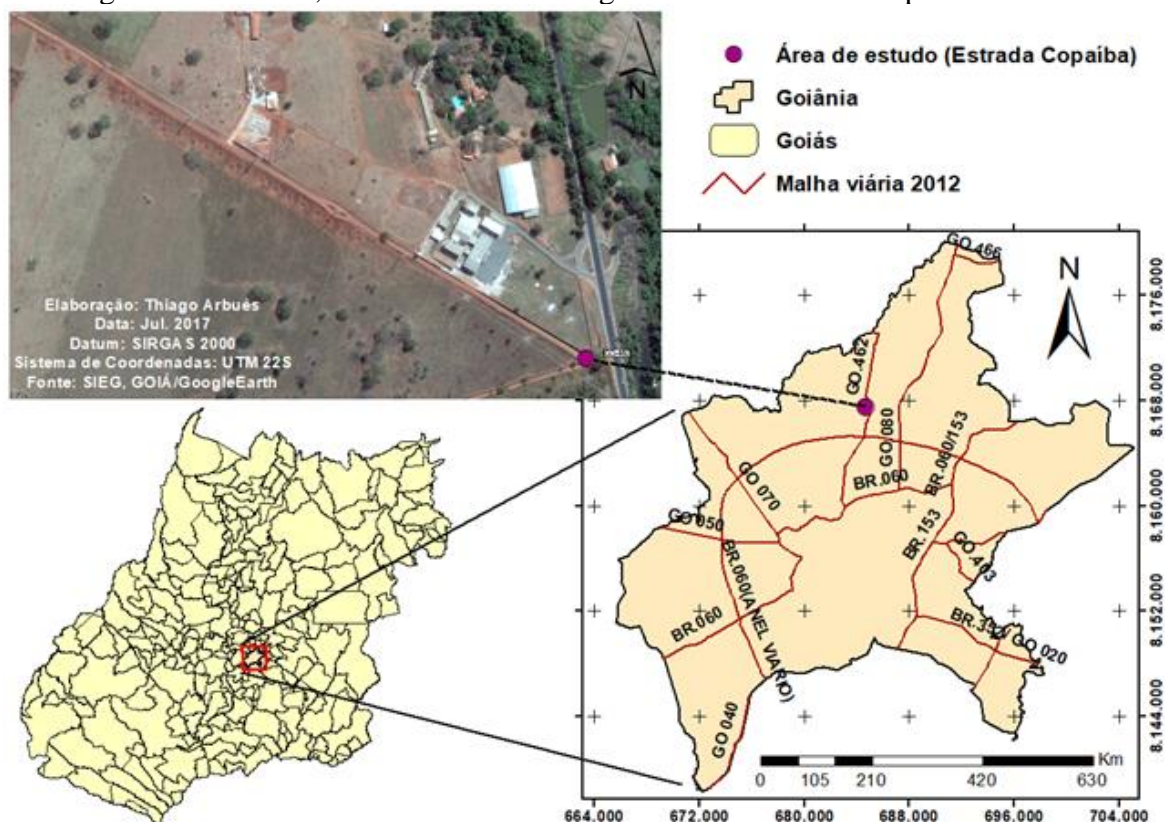 Elaboração: Thiago Arbués
Data: Jul. 2017
Datum: SIRGAS 2000
Sistema de Coordenadas: UTM 22S
Fonte: SIEG, GOIÁ/GoogleEarth
N
Área de estudo (Estrada Copaíba)
Goiânia
Goiás
Malha viária 2012
N
GO.466
GO.462
GO.080
BR.060/153
BR.060
GO 070
GO 050
BR.153
GO.403
BR.060(ANEL VIARIO)
BR.060
GO 020
GO 040
8.176.000
8.168.000
8.160.000
8.152.000
8.144.000
Km
0 105 210 420 630
664.000 672.000 680.000 688.000 696.000 704.000